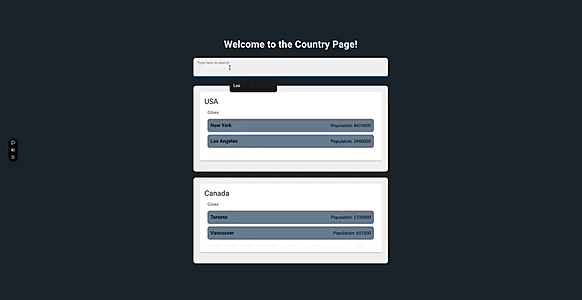 Welcome to the Country Page!
Type here to search
Los
USA
Cities:
New York Population: 8419000
Los Angeles Population: 3980000
Canada
Cities:
Toronto Population: 2730000
Vancouver Population: 631000